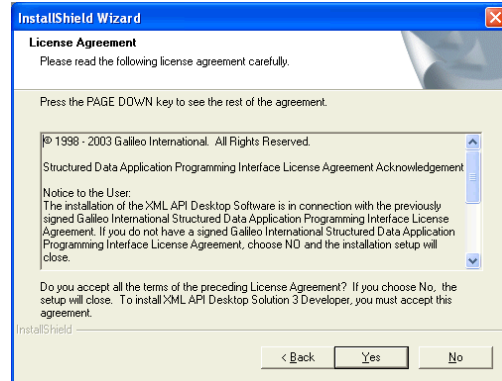 InstallShield Wizard
License Agreement
Please read the following license agreement carefully.
Press the PAGE DOWN key to see the rest of the agreement.
© 1998 - 2003 Galileo International. All Rights Reserved.
Structured Data Application Programming Interface License Agreement Acknowledgement
Notice to the User:
The installation of the XML API Desktop Software is in connection with the previously
signed Galileo International Structured Data Application Programming Interface License
Agreement. If you do not have a signed Galileo International Structured Data Application
Programming Interface License Agreement, choose NO and the installation setup will
close.
Do you accept all the terms of the preceding License Agreement? If you choose No, the
setup will close. To install XML API Desktop Solution 3 Developer, you must accept this
agreement.
InstallShield
< Back Yes No